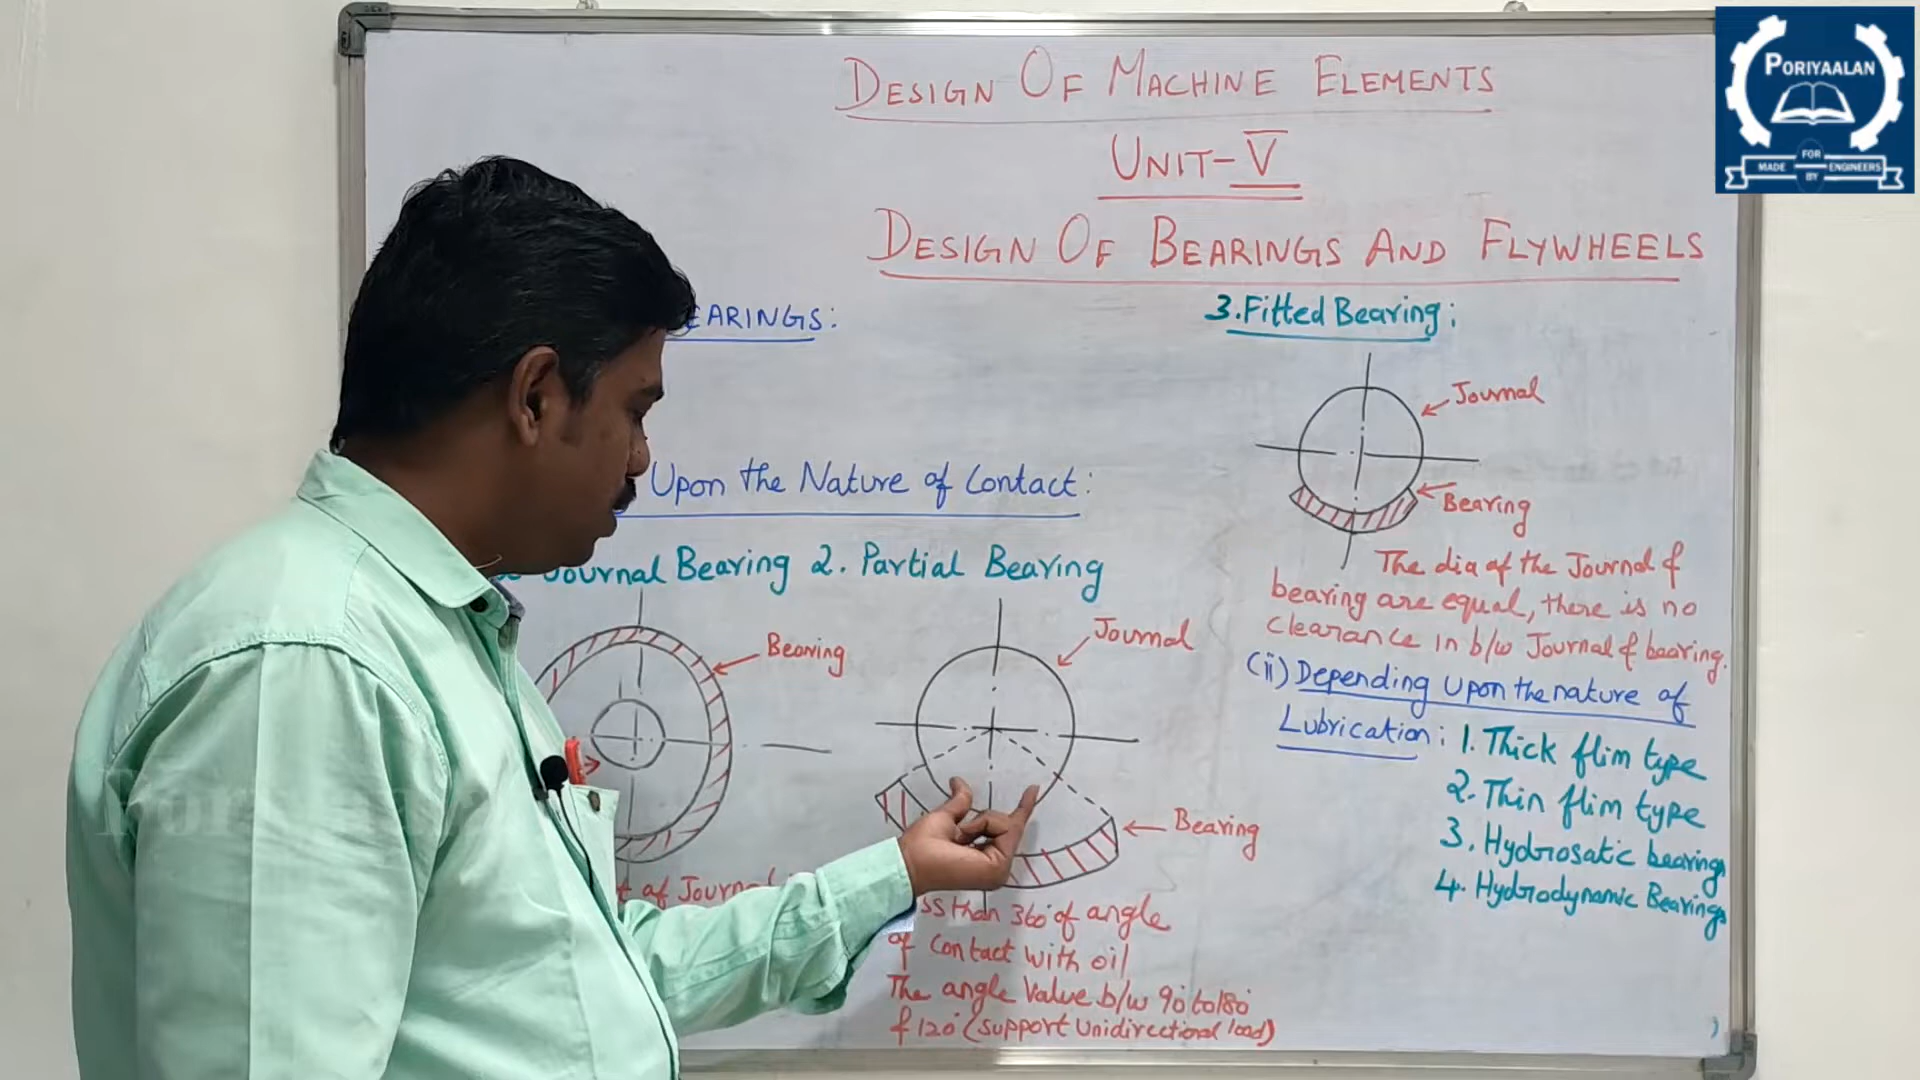 DESIGN OF MACHINE ELEMENTS
UNIT-V
DESIGN OF BEARINGS AND FLYWHEELS
EARINGS:
Upon the Nature of Contact:
Journal Bearing 2. Partial Bearing
Bearing
Journal
Bearing
of Journal
ss than 360° of angle
of contact with oil
The angle value b/w 90° to 180°
& 120° (support unidirectional load)
3. Fitted Bearing:
Journal
Bearing
The dia of the Journal &
bearing are equal, there is no
clearance in b/w Journal & bearing.
(ii) Depending upon the nature of
Lubrication: 1. Thick flim type
2. Thin flim type
3. Hydrosatic bearings
4. Hydrodynamic Bearings
PORIYAALAN
MADE FOR ENGINEERS
BY